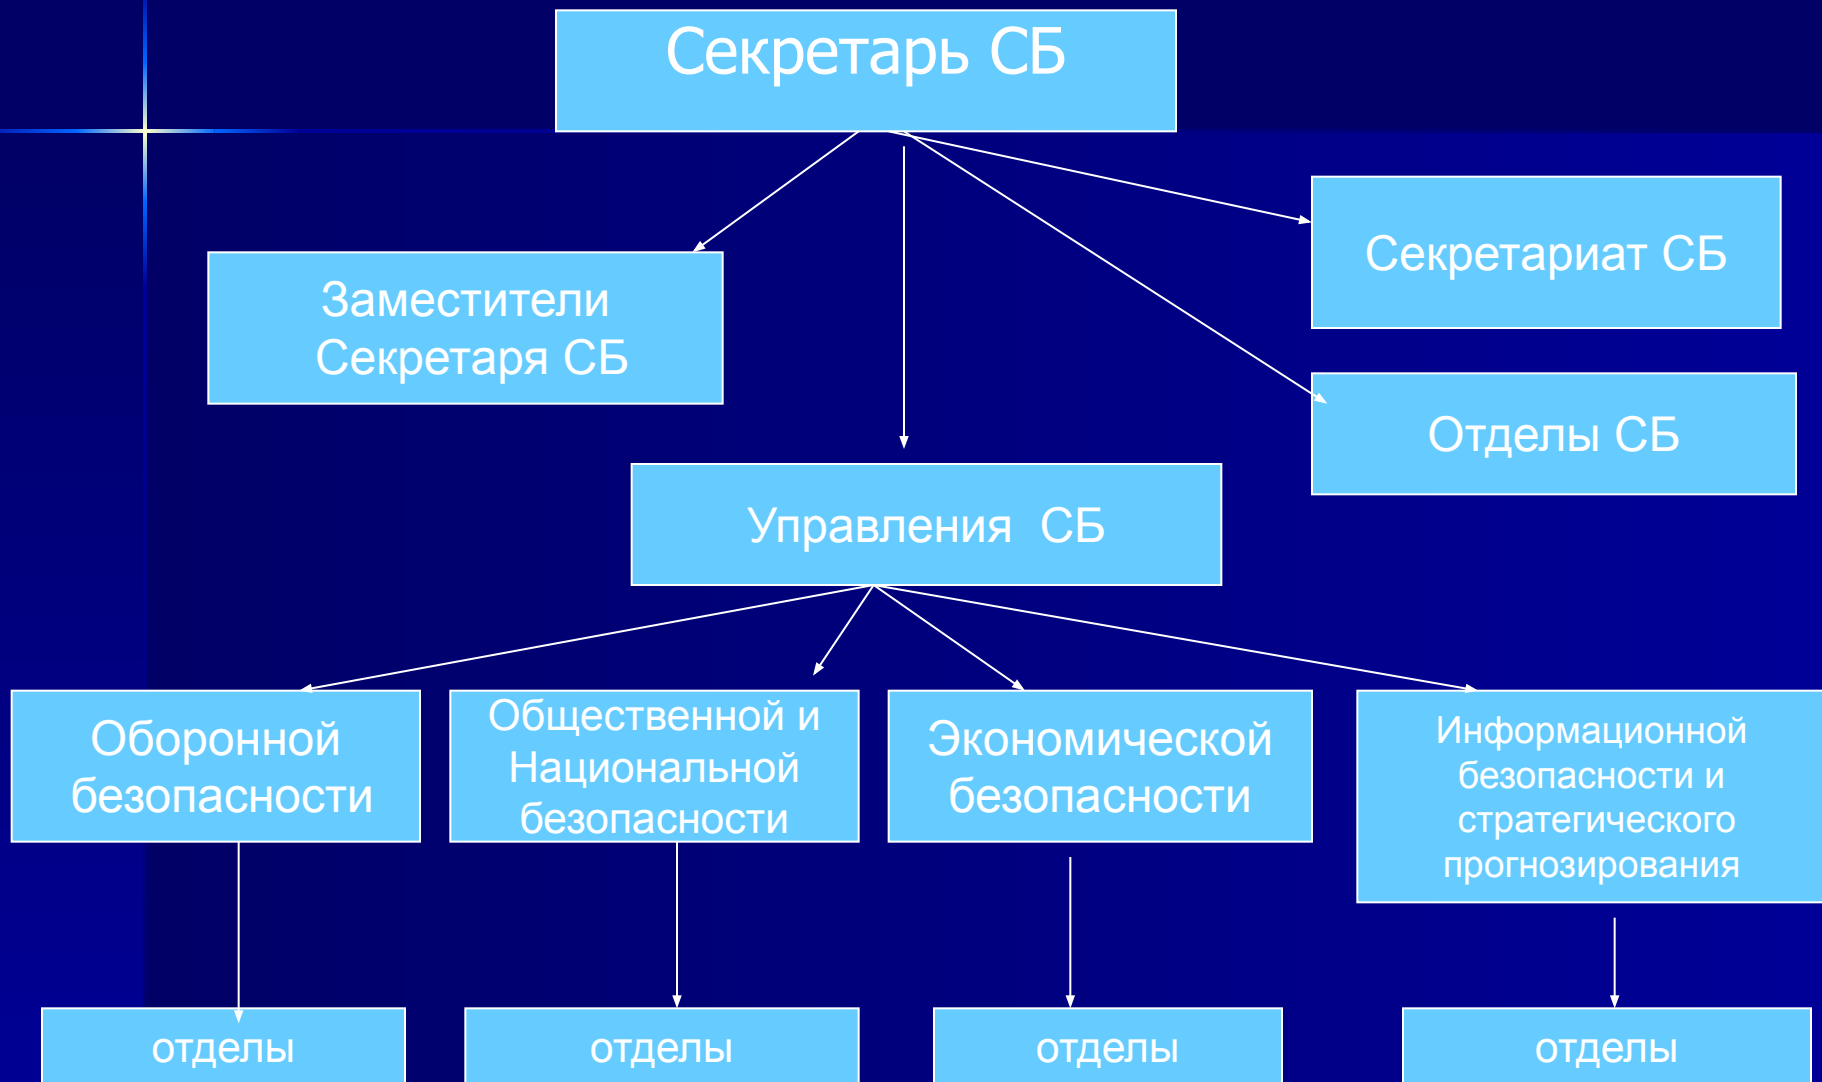 Секретарь СБ
Секретариат СБ
Заместители
Секретаря СБ
Отделы СБ
Управления СБ
Оборонной
безопасности
Общественной и
Национальной
безопасности
Экономической
безопасности
Информационной
безопасности и
стратегического
прогнозирования
отделы
отделы
отделы
отделы